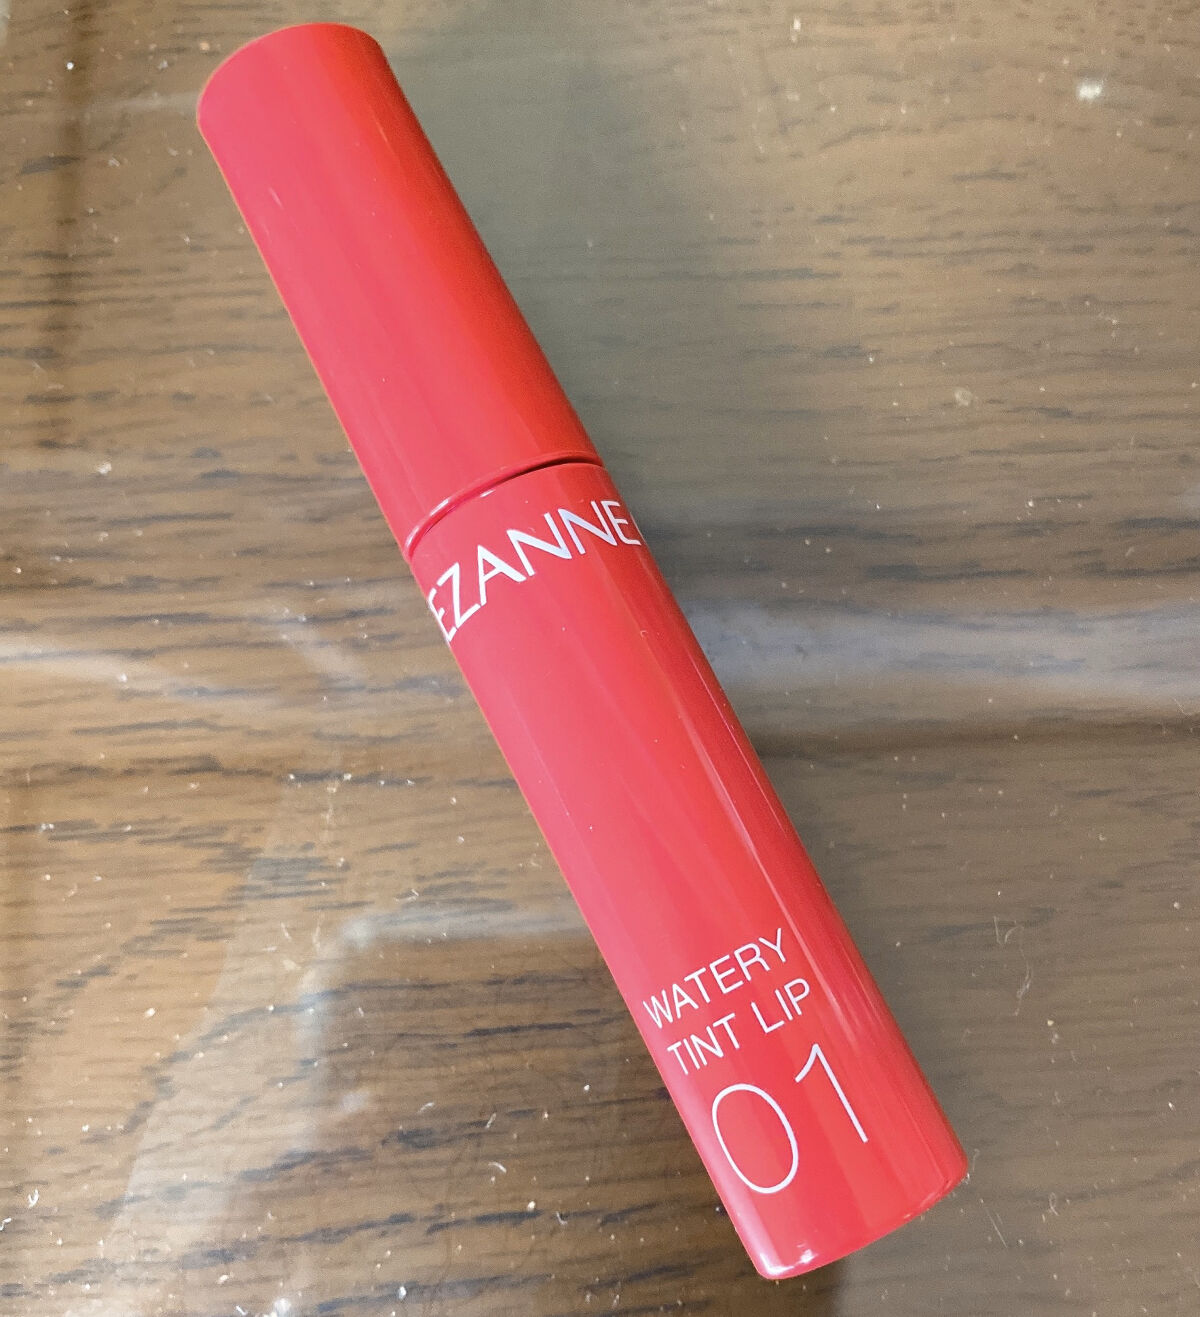 EZANNE
WATERY
TINT LIP
01